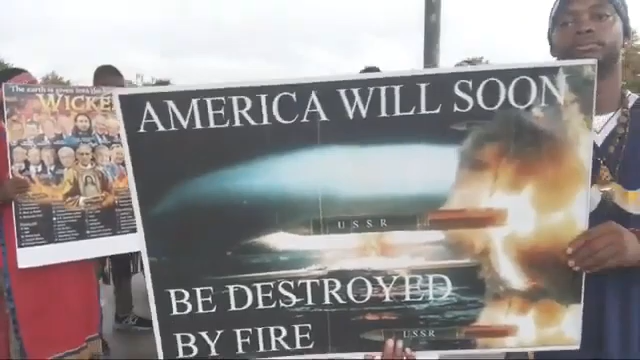 The earth is given into the
WICKE
AMERICA WILL SOON
USSR
BE DESTROYED
BY FIRE
USSR